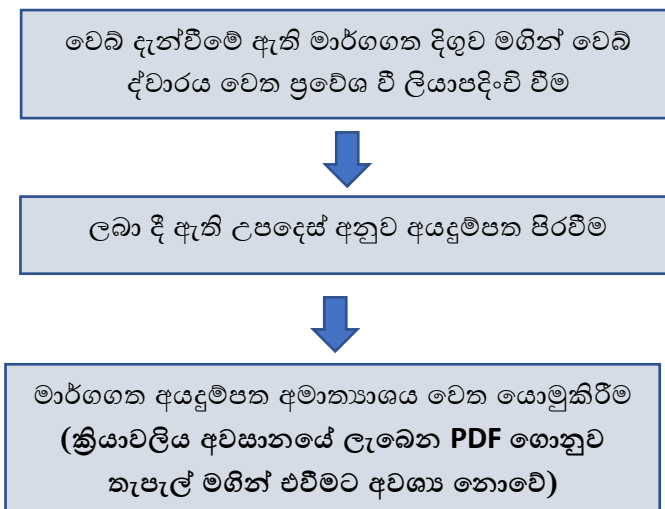 වෙබ් දැන්වීමේ ඇති මාර්ගගත දිගුව මගින් වෙබ්
ද්වාරය වෙත ප්‍රවේශ වී ලියාපදිංචි වීම
ලබා දී ඇති උපදෙස් අනුව අයදුම්පත පිරවීම
මාර්ගගත අයදුම්පත අමාත්‍යාශය වෙත යොමුකිරීම
(ක්‍රියාවලිය අවසානයේ ලැබෙන PDF ගොනුව
තැපැල් මගින් එවීමට අවශ්‍ය නොවේ)